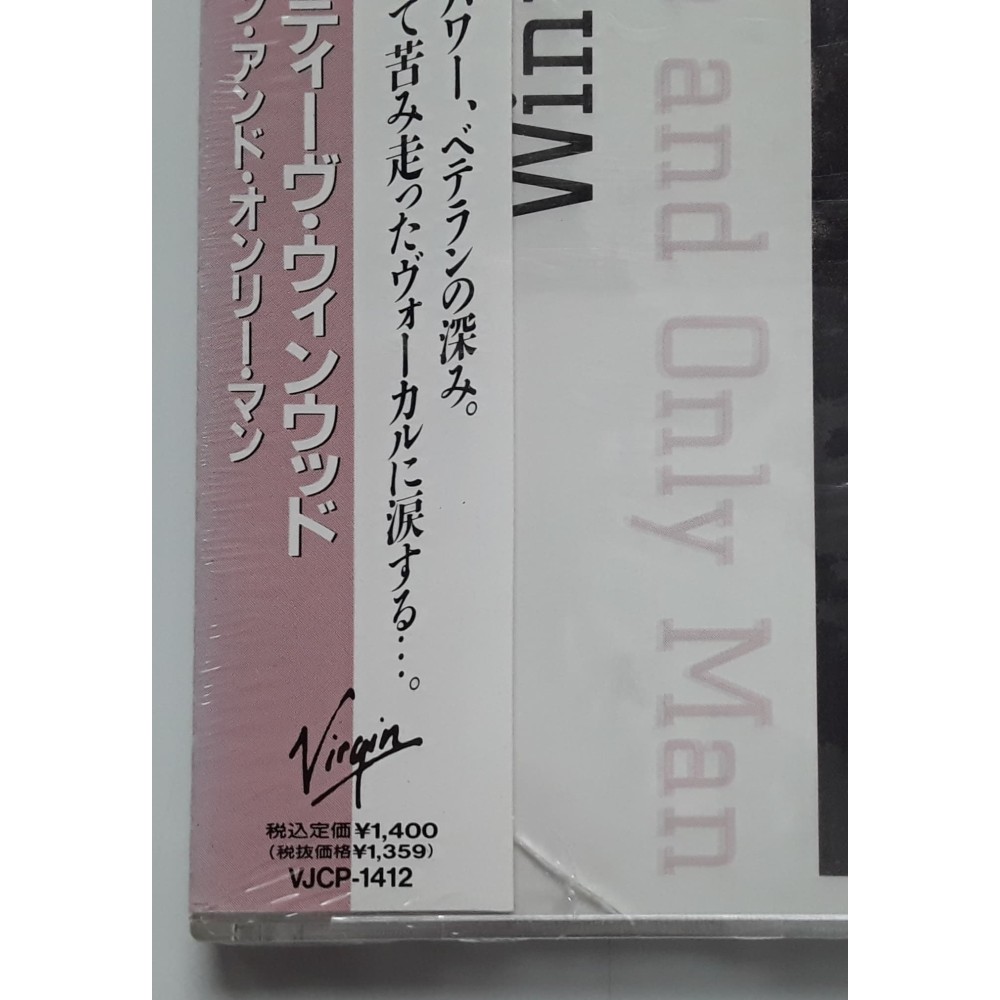 ティーヴ・ウィンウッド
・アンド・オンリー・マン
パワー、ベテランの深み。
て苦み走ったヴォーカルに涙する…。
Virgin
税込定価¥1,400
(税抜価格¥1,359)
VJCP-1412
Win
and Only Man